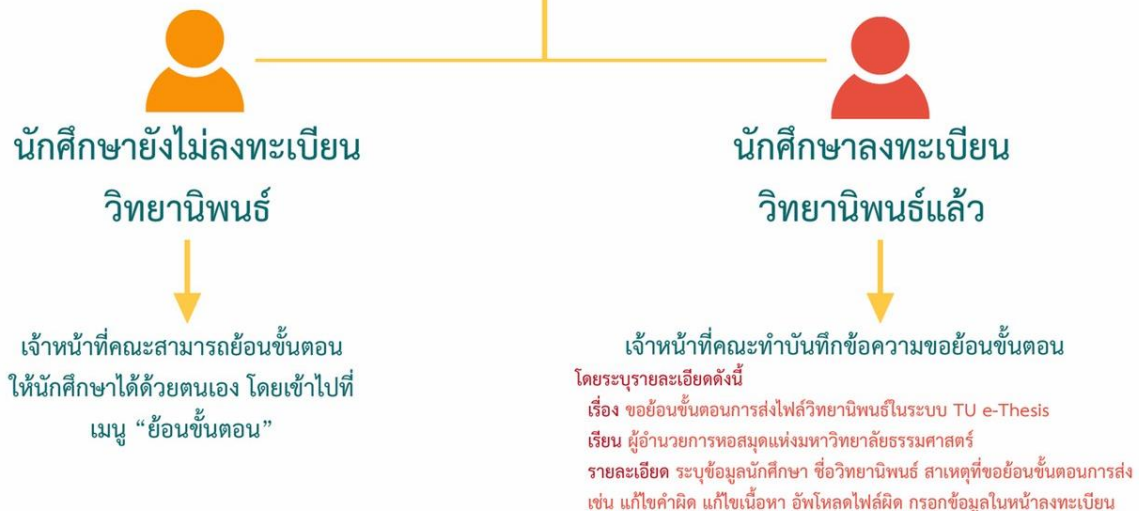 นักศึกษายังไม่ลงทะเบียน
วิทยานิพนธ์
เจ้าหน้าที่คณะสามารถย้อนขั้นตอน
ให้นักศึกษาได้ด้วยตนเอง โดยเข้าไปที่
เมนู “ย้อนขั้นตอน”
นักศึกษาลงทะเบียน
วิทยานิพนธ์แล้ว
เจ้าหน้าที่คณะทำบันทึกข้อความขอย้อนขั้นตอน
โดยระบุรายละเอียดดังนี้
เรื่อง ขอย้อนขั้นตอนการส่งไฟล์วิทยานิพนธ์ในระบบ TU e-Thesis
เรียน ผู้อำนวยการหอสมุดแห่งมหาวิทยาลัยธรรมศาสตร์
รายละเอียด ระบุข้อมูลนักศึกษา ชื่อวิทยานิพนธ์ สาเหตุที่ขอย้อนขั้นตอนการส่ง
เช่น แก้ไขคำผิด แก้ไขเนื้อหา อัพโหลดไฟล์ผิด กรอกข้อมูลในหน้าลงทะเบียน